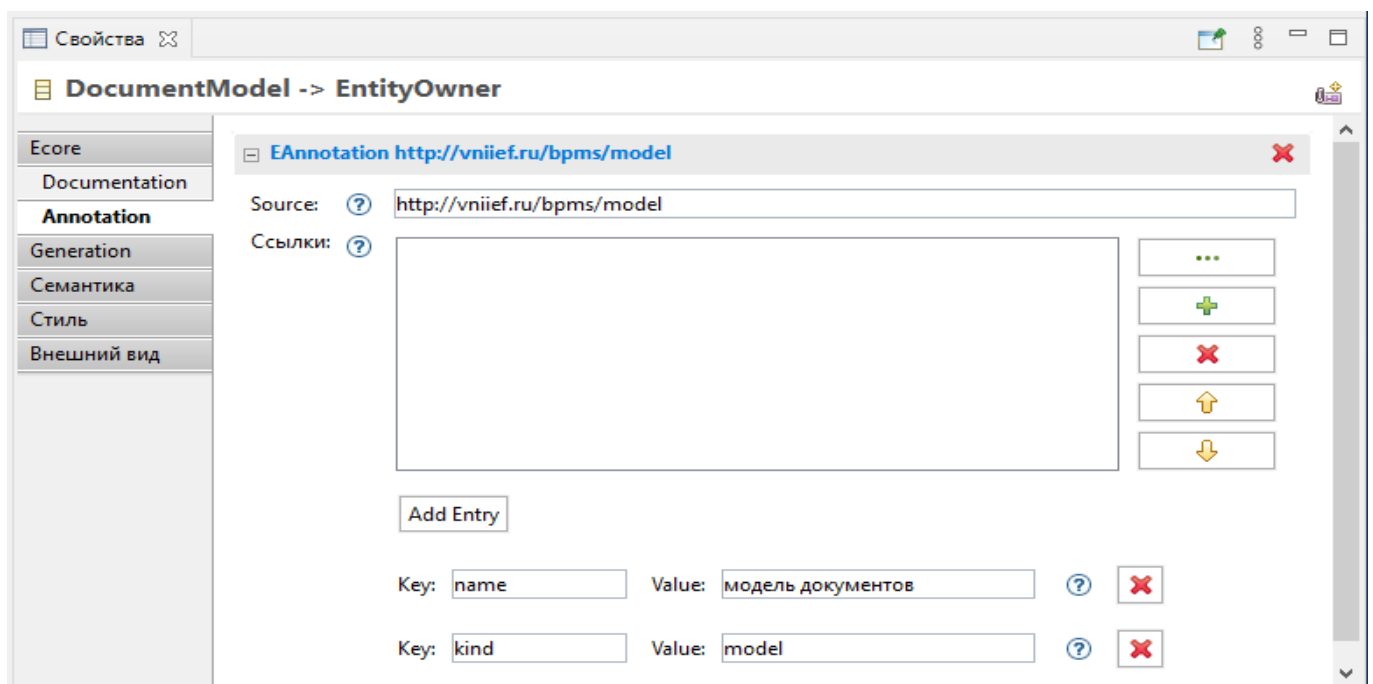 Свойства
DocumentModel -> EntityOwner
Ecore
Documentation
Annotation
Generation
Семантика
Стиль
Внешний вид
EAnnotation http://vniief.ru/bpms/model
Source: http://vniief.ru/bpms/model
Ссылки:
Add Entry
Key: name Value: модель документов
Key: kind Value: model